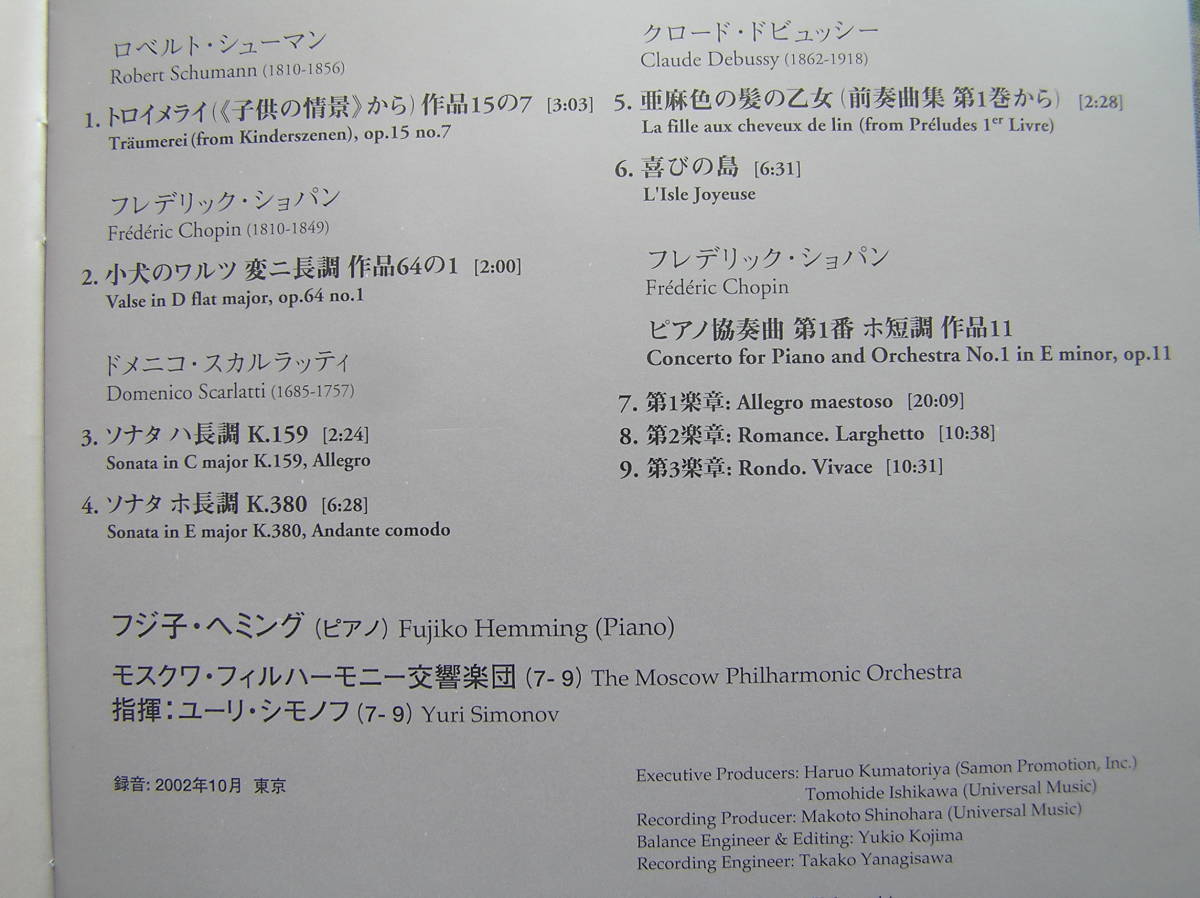 ロベルト・シューマン
Robert Schumann (1810-1856)
1. トロイメライ(《子供の情景》から) 作品15の7 [3:03]
Träumerei (from Kinderszenen), op.15 no.7
フレデリック・ショパン
Frédéric Chopin (1810-1849)
2. 小犬のワルツ 変ニ長調 作品64の1 [2:00]
Valse in D flat major, op.64 no.1
ドメニコ・スカルラッティ
Domenico Scarlatti (1685-1757)
3. ソナタ ハ長調 K.159 [2:24]
Sonata in C major K.159, Allegro
4. ソナタ ホ長調 K.380 [6:28]
Sonata in E major K.380, Andante comodo
クロード・ドビュッシー
Claude Debussy (1862-1918)
5. 亜麻色の髪の乙女 (前奏曲集 第1巻から) [2:28]
La fille aux cheveux de lin (from Préludes 1er Livre)
6. 喜びの島 [6:31]
L'Isle Joyeuse
フレデリック・ショパン
Frédéric Chopin
ピアノ協奏曲 第1番 ホ短調 作品11
Concerto for Piano and Orchestra No.1 in E minor, op.11
7. 第1楽章: Allegro maestoso [20:09]
8. 第2楽章: Romance. Larghetto [10:38]
9. 第3楽章: Rondo. Vivace [10:31]
フジ子・ヘミング (ピアノ) Fujiko Hemming (Piano)
モスクワ・フィルハーモニー交響楽団 (7-9) The Moscow Philharmonic Orchestra
指揮:ユーリ・シモノフ (7-9) Yuri Simonov
録音: 2002年10月 東京
Executive Producers: Haruo Kumatoriya (Samon Promotion, Inc.)
Tomohide Ishikawa (Universal Music)
Recording Producer: Makoto Shinohara (Universal Music)
Balance Engineer & Editing: Yukio Kojima
Recording Engineer: Takako Yanagisawa